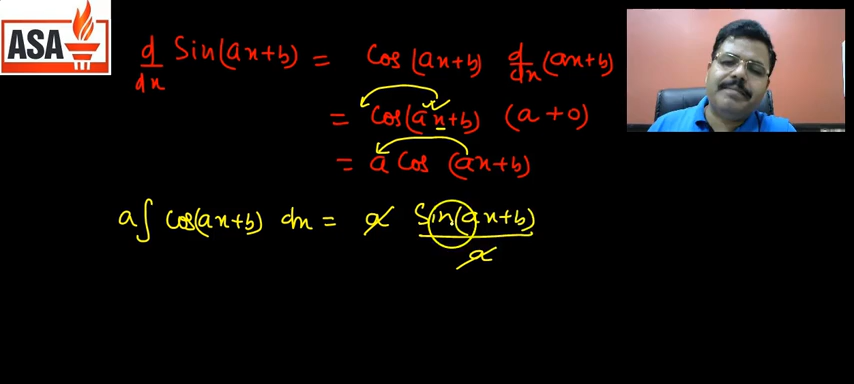 ASA
d/dx Sin(ax+b) = Cos(ax+b) d/dx (ax+b)
= Cos(ax+b) (a+0)
= a Cos (ax+b)
a∫ Cos(ax+b) dx = a Sin(ax+b)/a